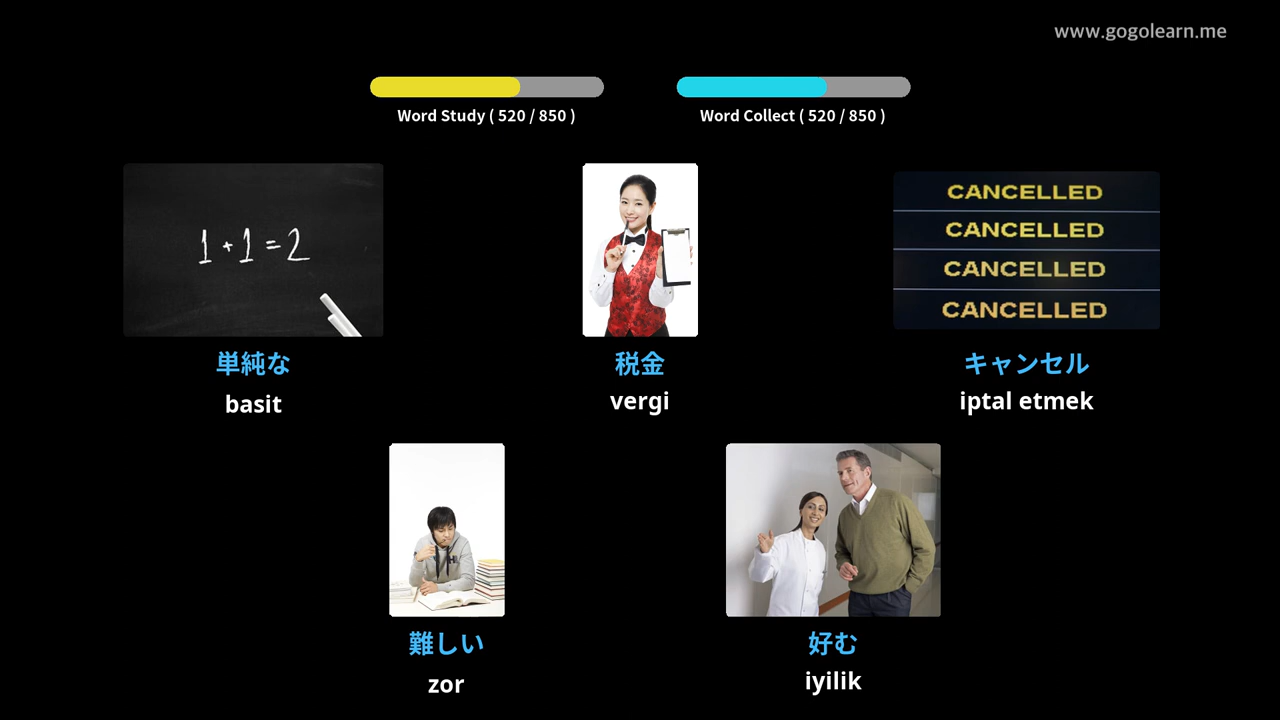 www.gogolearn.me
Word Study ( 520 / 850 )
Word Collect ( 520 / 850 )
1 + 1 = 2
CANCELLED
CANCELLED
CANCELLED
CANCELLED
単純な
税金
キャンセル
basit
vergi
iptal etmek
難しい
好む
zor
iyilik